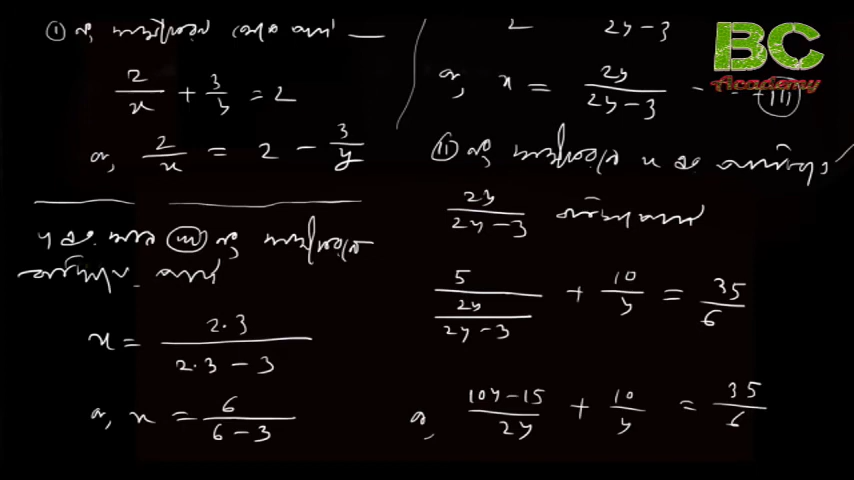 ① নং সমীকরণ থেকে পাই —
2/x + 3/y = 2
বা, 2/x = 2 − 3/y
y এর মান (iii) নং সমীকরণে
বসিয়ে পাই
x = 2·3/(2·3 − 3)
বা, x = 6/(6 − 3)
2 2y − 3
বা, x = 2y/(2y − 3) - - - (III)
(ii) নং সমীকরণে x এর
2y/(2y − 3) পাই
5/(2y/(2y − 3)) + 10/y = 35/6
বা, (10y − 15)/2y + 10/y = 35/6
BC
Academy